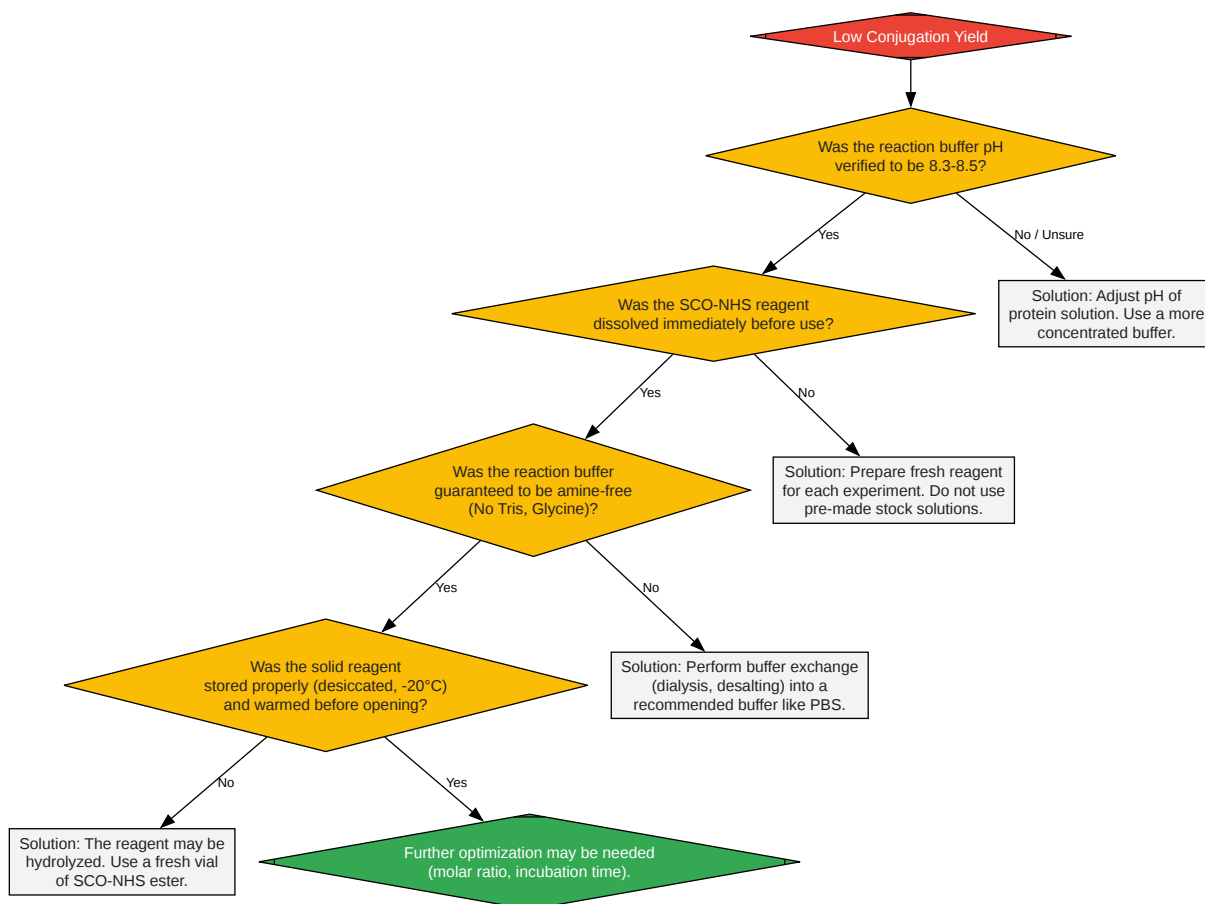 Low Conjugation Yield
Was the reaction buffer pH
verified to be 8.3-8.5?
Yes
No / Unsure
Was the SCO-NHS reagent
dissolved immediately before use?
Solution: Adjust pH of
protein solution. Use a more
concentrated buffer.
Yes
No
Was the reaction buffer
guaranteed to be amine-free
(No Tris, Glycine)?
Solution: Prepare fresh reagent
for each experiment. Do not use
pre-made stock solutions.
Yes
No
Was the solid reagent
stored properly (desiccated, -20°C)
and warmed before opening?
Solution: Perform buffer exchange
(dialysis, desalting) into a
recommended buffer like PBS.
No
Yes
Solution: The reagent may be
hydrolyzed. Use a fresh vial
of SCO-NHS ester.
Further optimization may be needed
(molar ratio, incubation time).